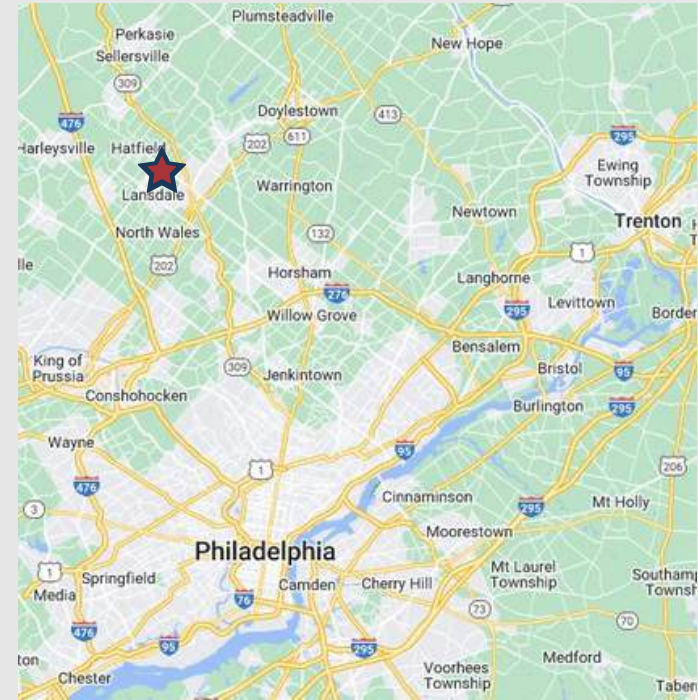 Plumsteadville
Perkasie
New Hope
Sellersville
309
Doylestown
413
476
611
295
202
Harleysville
Hatfield
Ewing
Township
Warrington
Lansdale
Newtown
Trenton
North Wales
132
1
202
lle
Horsham
Langhorne
276
295
Levittown
Willow Grove
Border
Bensalem
King of
Prussia
309
Jenkintown
Bristol
95
Conshohocken
Burlington
295
Wayne
95
1
206
476
Cinnaminson
3
295
Mt Holly
Moorestown
Philadelphia
1
Springfield
Mt Laurel
Township
Camden
Cherry Hill
Southamp
Townsh
Media
76
73
70
476
95
295
ton
Medford
Voorhees
Township
Chester
Taber